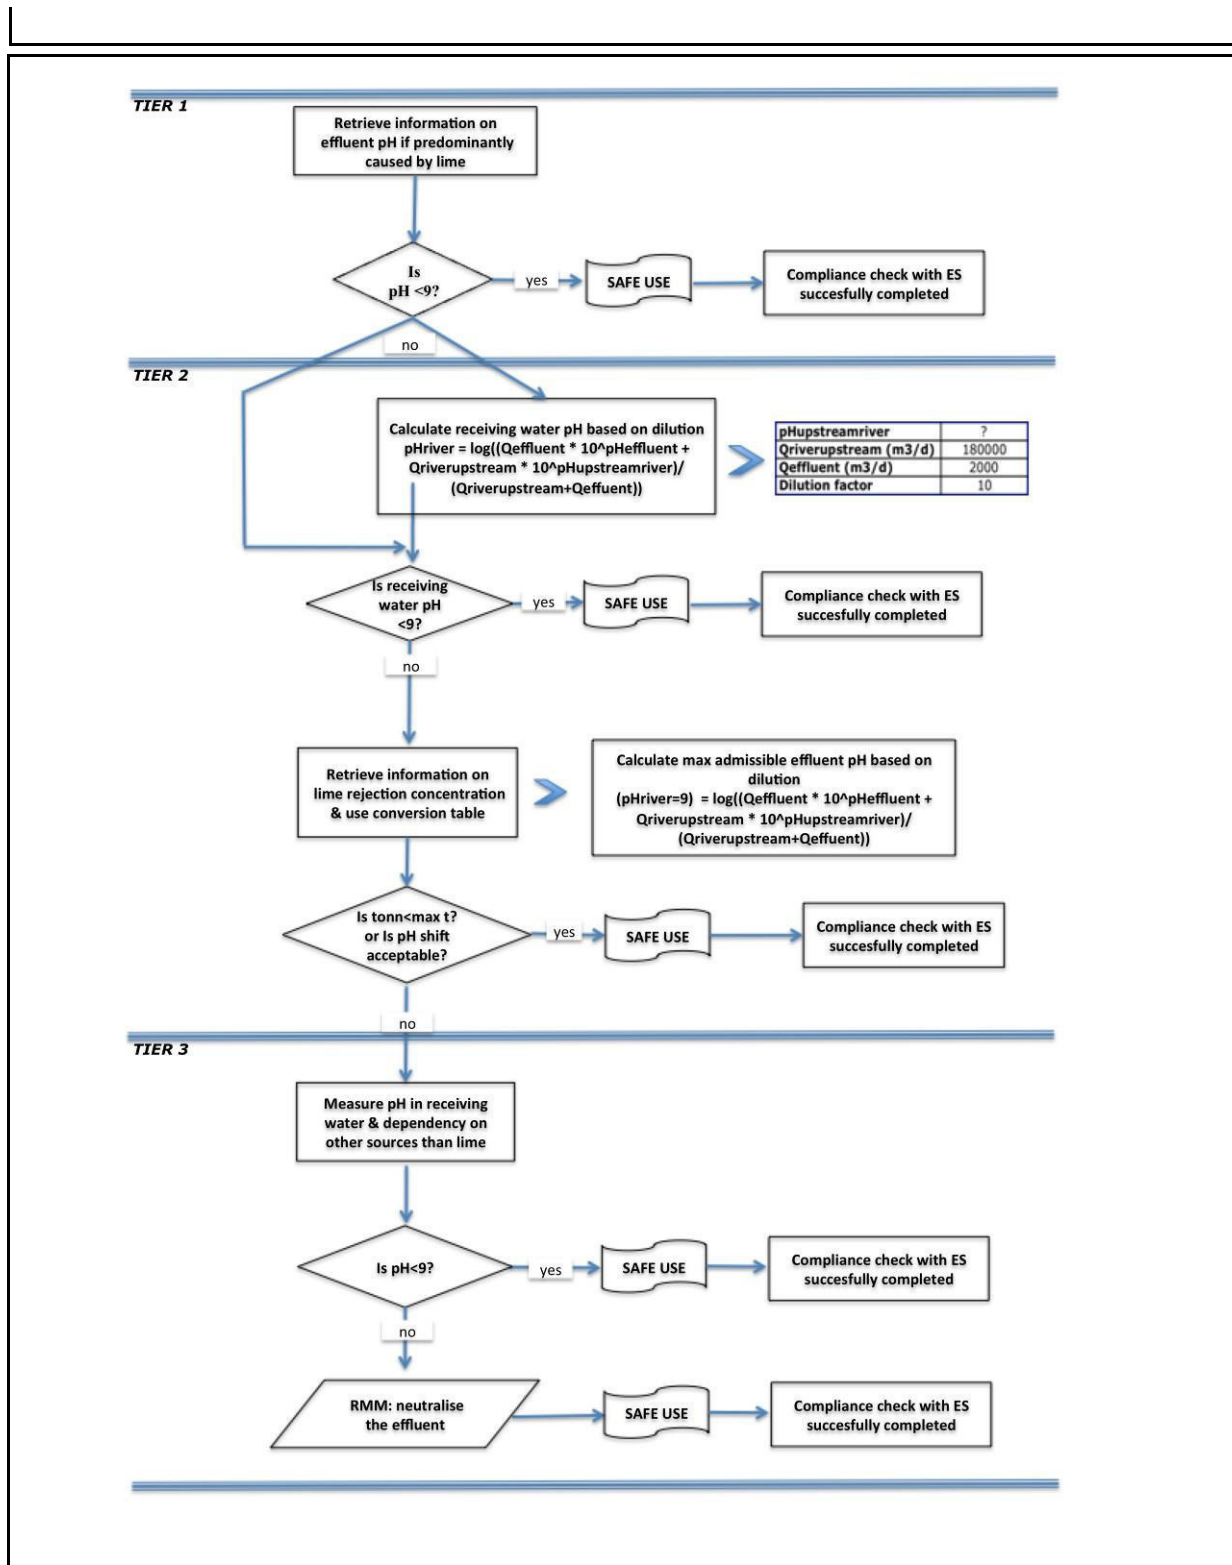 TIER 1
Retrieve information on
effluent pH if predominantly
caused by lime
Is
pH <9?
yes
SAFE USE
Compliance check with ES
succesfully completed
no
TIER 2
Calculate receiving water pH based on dilution
pHriver = log((Qeffluent * 10^pHeffluent +
Qriverupstream * 10^pHupstreamriver)/
(Qriverupstream+Qeffuent))
pHupstreamriver ?
Qriverupstream (m3/d) 180000
Qeffluent (m3/d) 2000
Dilution factor 10
Is receiving
water pH
<9?
yes
SAFE USE
Compliance check with ES
succesfully completed
no
Retrieve information on
lime rejection concentration
& use conversion table
Calculate max admissible effluent pH based on
dilution
(pHriver=9) = log((Qeffluent * 10^pHeffluent +
Qriverupstream * 10^pHupstreamriver)/
(Qriverupstream+Qeffuent))
Is tonn<max t?
or Is pH shift
acceptable?
yes
SAFE USE
Compliance check with ES
succesfully completed
no
TIER 3
Measure pH in receiving
water & dependency on
other sources than lime
Is pH<9?
yes
SAFE USE
Compliance check with ES
succesfully completed
no
RMM: neutralise
the effluent
SAFE USE
Compliance check with ES
succesfully completed